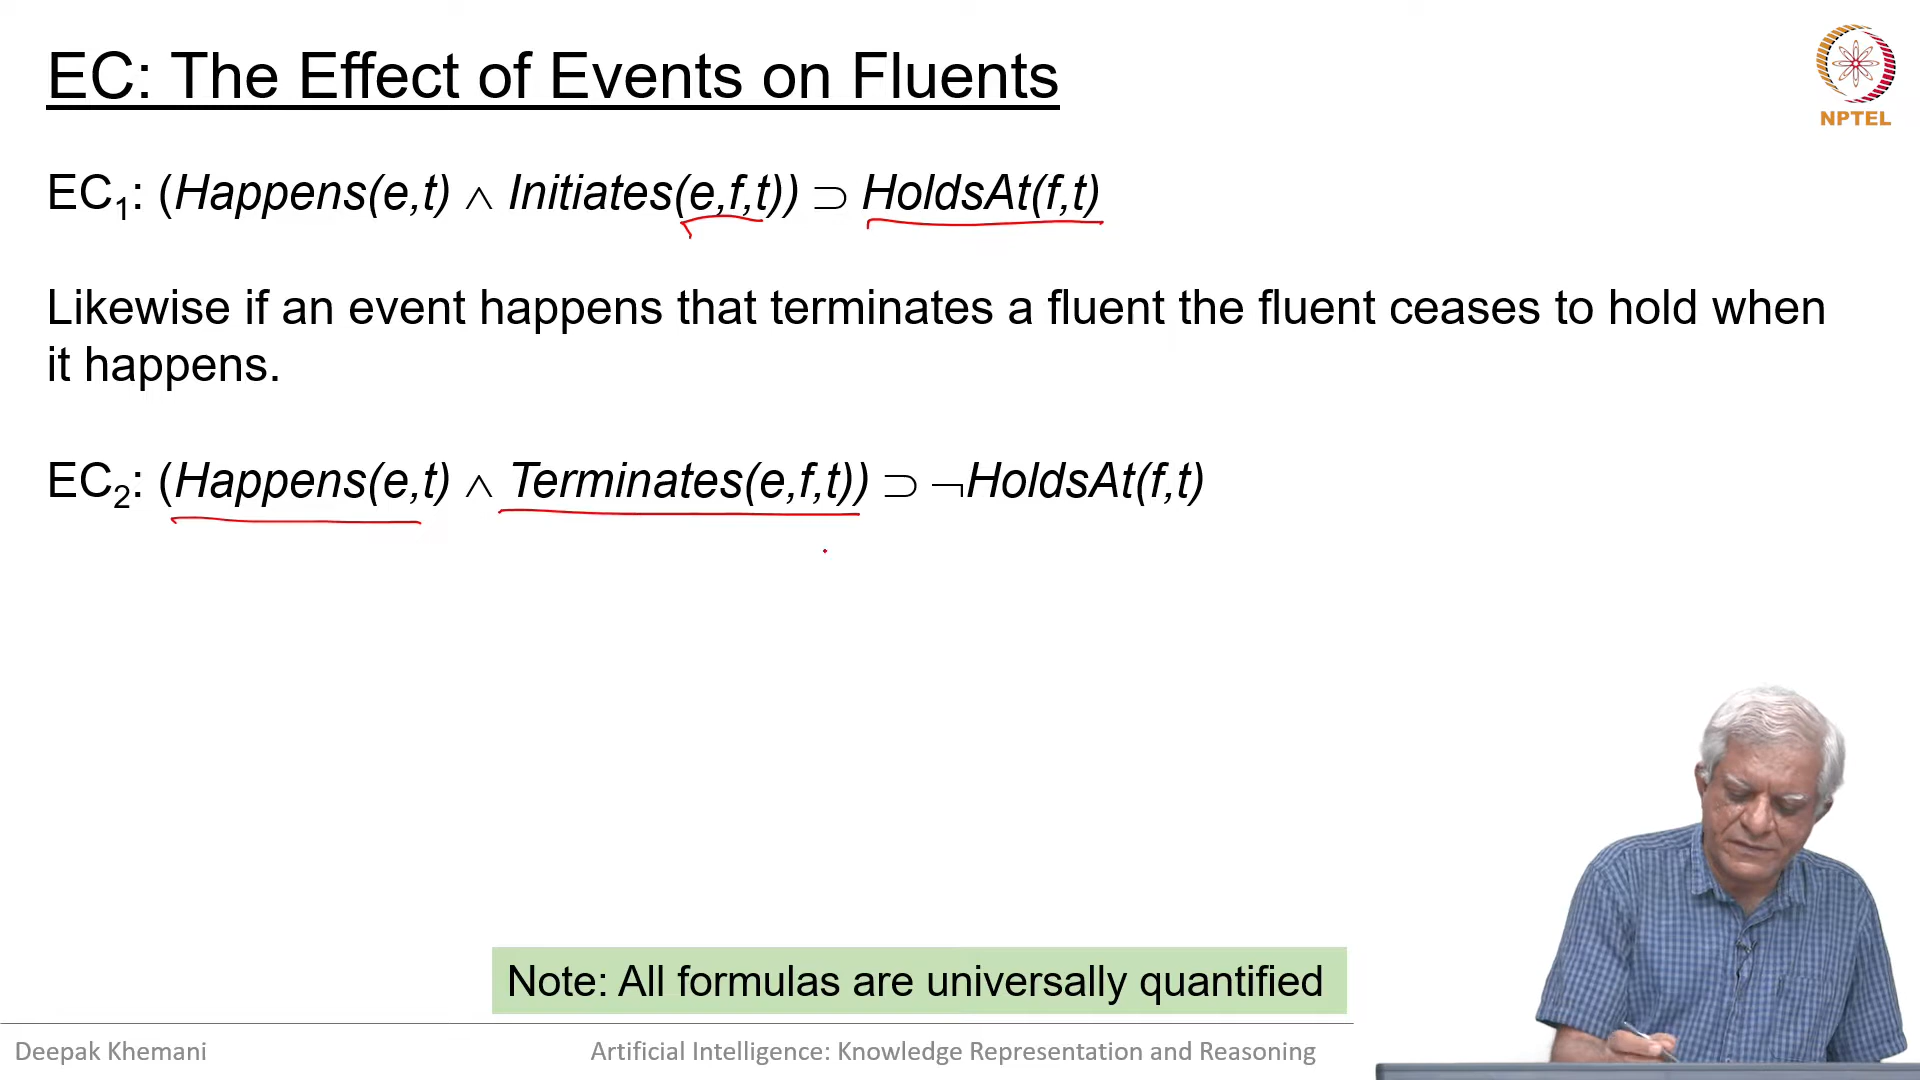 EC: The Effect of Events on Fluents
NPTEL
EC₁: (Happens(e,t) ∧ Initiates(e,f,t)) ⊃ HoldsAt(f,t)
Likewise if an event happens that terminates a fluent the fluent ceases to hold when
it happens.
EC₂: (Happens(e,t) ∧ Terminates(e,f,t)) ⊃ ¬HoldsAt(f,t)
Note: All formulas are universally quantified
Deepak Khemani
Artificial Intelligence: Knowledge Representation and Reasoning